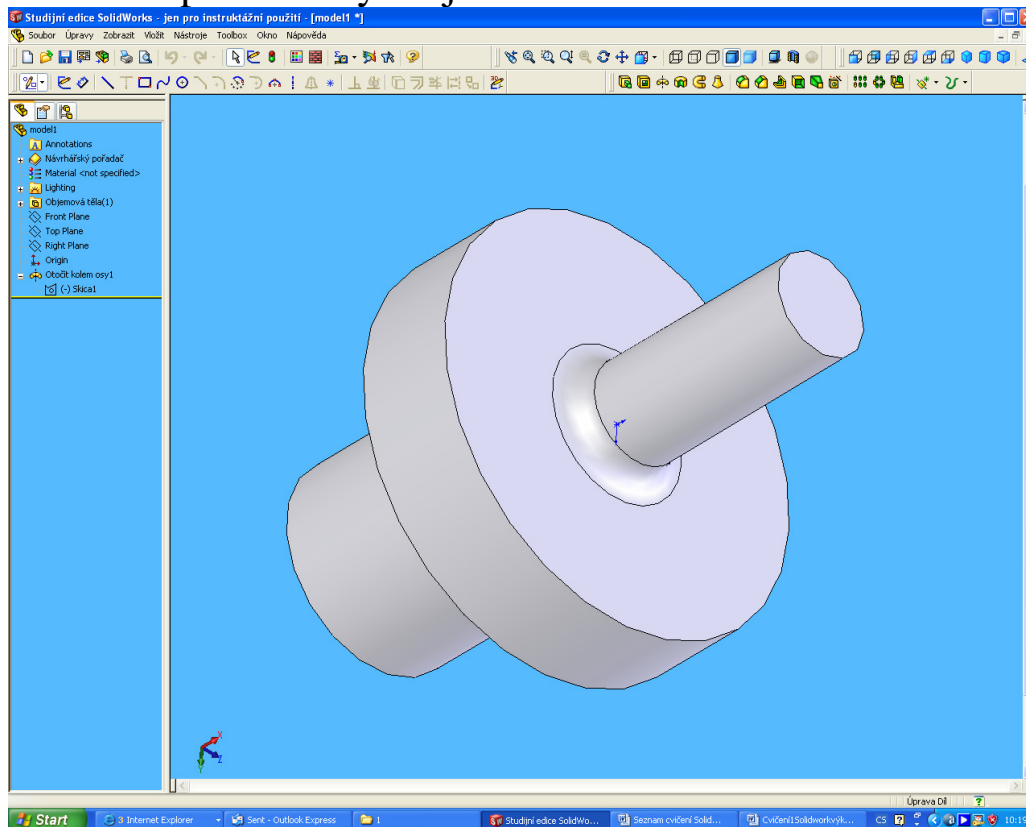 Studijní edice SolidWorks - jen pro instruktážní použití - [model1 *]
Soubor Úpravy Zobrazit Vložit Nástroje Toolbox Okno Nápověda
model1
Annotations
Návrhářský pořadač
Material <not specified>
Lighting
Objemová těla(1)
Front Plane
Top Plane
Right Plane
Origin
Otočit kolem osy1
(-) Skica1
X
Z
Y
Úprava Díl
Start
3 Internet Explorer
Sent - Outlook Express
1
Studijní edice SolidWo...
Seznam cvičení Solid...
Cvičení1Solidworkvýk...
CS
10:19